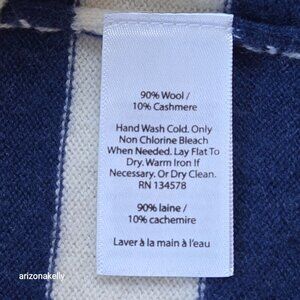 90% Wool /
10% Cashmere
Hand Wash Cold. Only
Non Chlorine Bleach
When Needed. Lay Flat To
Dry. Warm Iron If
Necessary. Or Dry Clean.
RN 134578
90% laine /
10% cachemire
Laver à la main à l'eau
arizonakelly